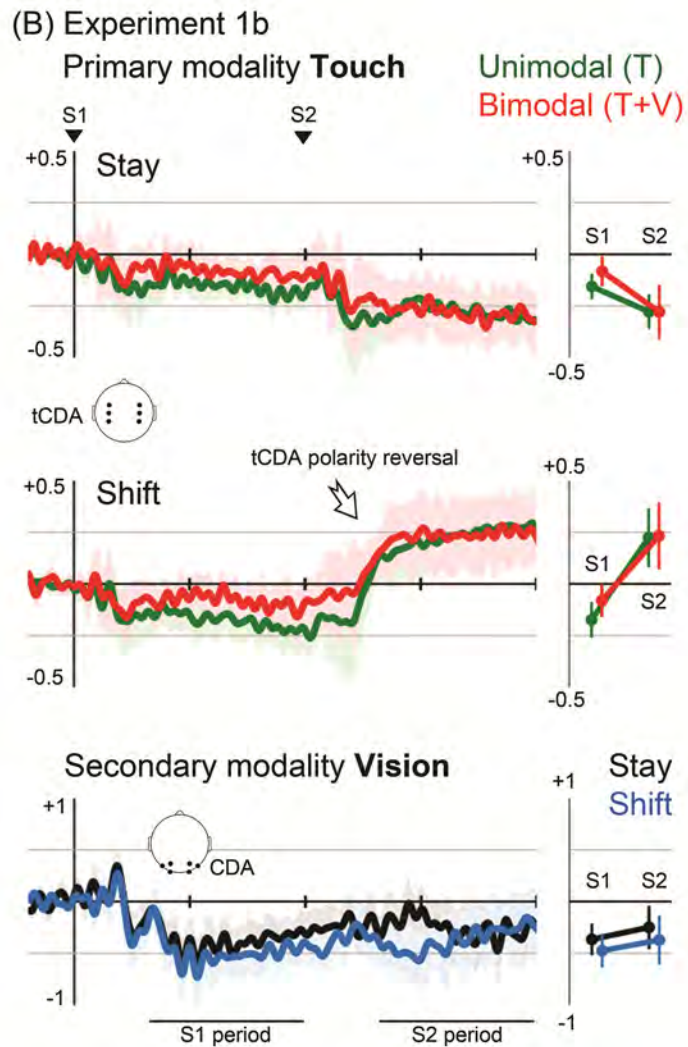 (B) Experiment 1b
Primary modality Touch
Unimodal (T)
Bimodal (T+V)
S1
S2
+0.5
Stay
-0.5
+0.5
S1
S2
-0.5
tCDA
tCDA polarity reversal
+0.5
Shift
-0.5
+0.5
S1
S2
-0.5
Secondary modality Vision
Stay
Shift
+1
CDA
-1
+1
S1
S2
-1
S1 period
S2 period